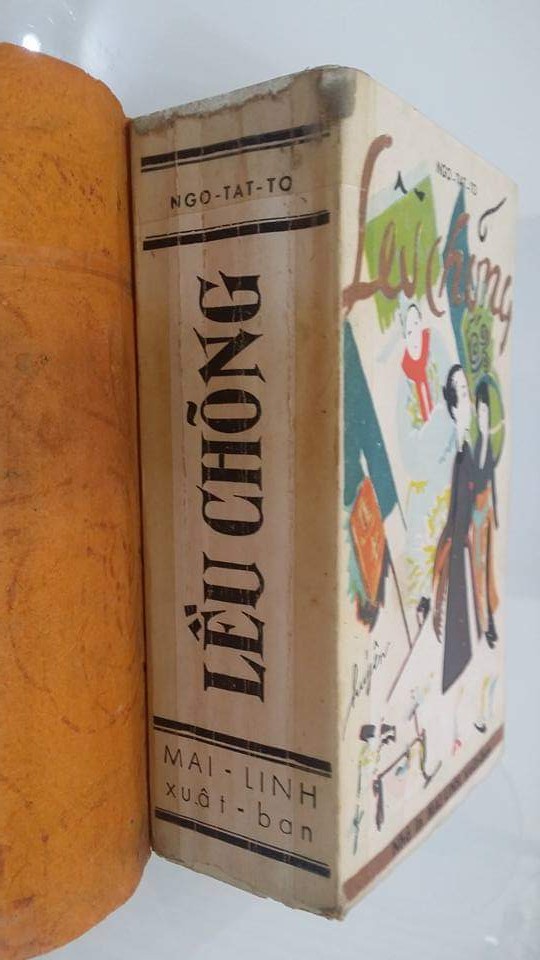 NGO-TAT-TO
LỀU CHÕNG
MAI-LINH
xuât-ban
NGO-TAT-TO
Lều chõng